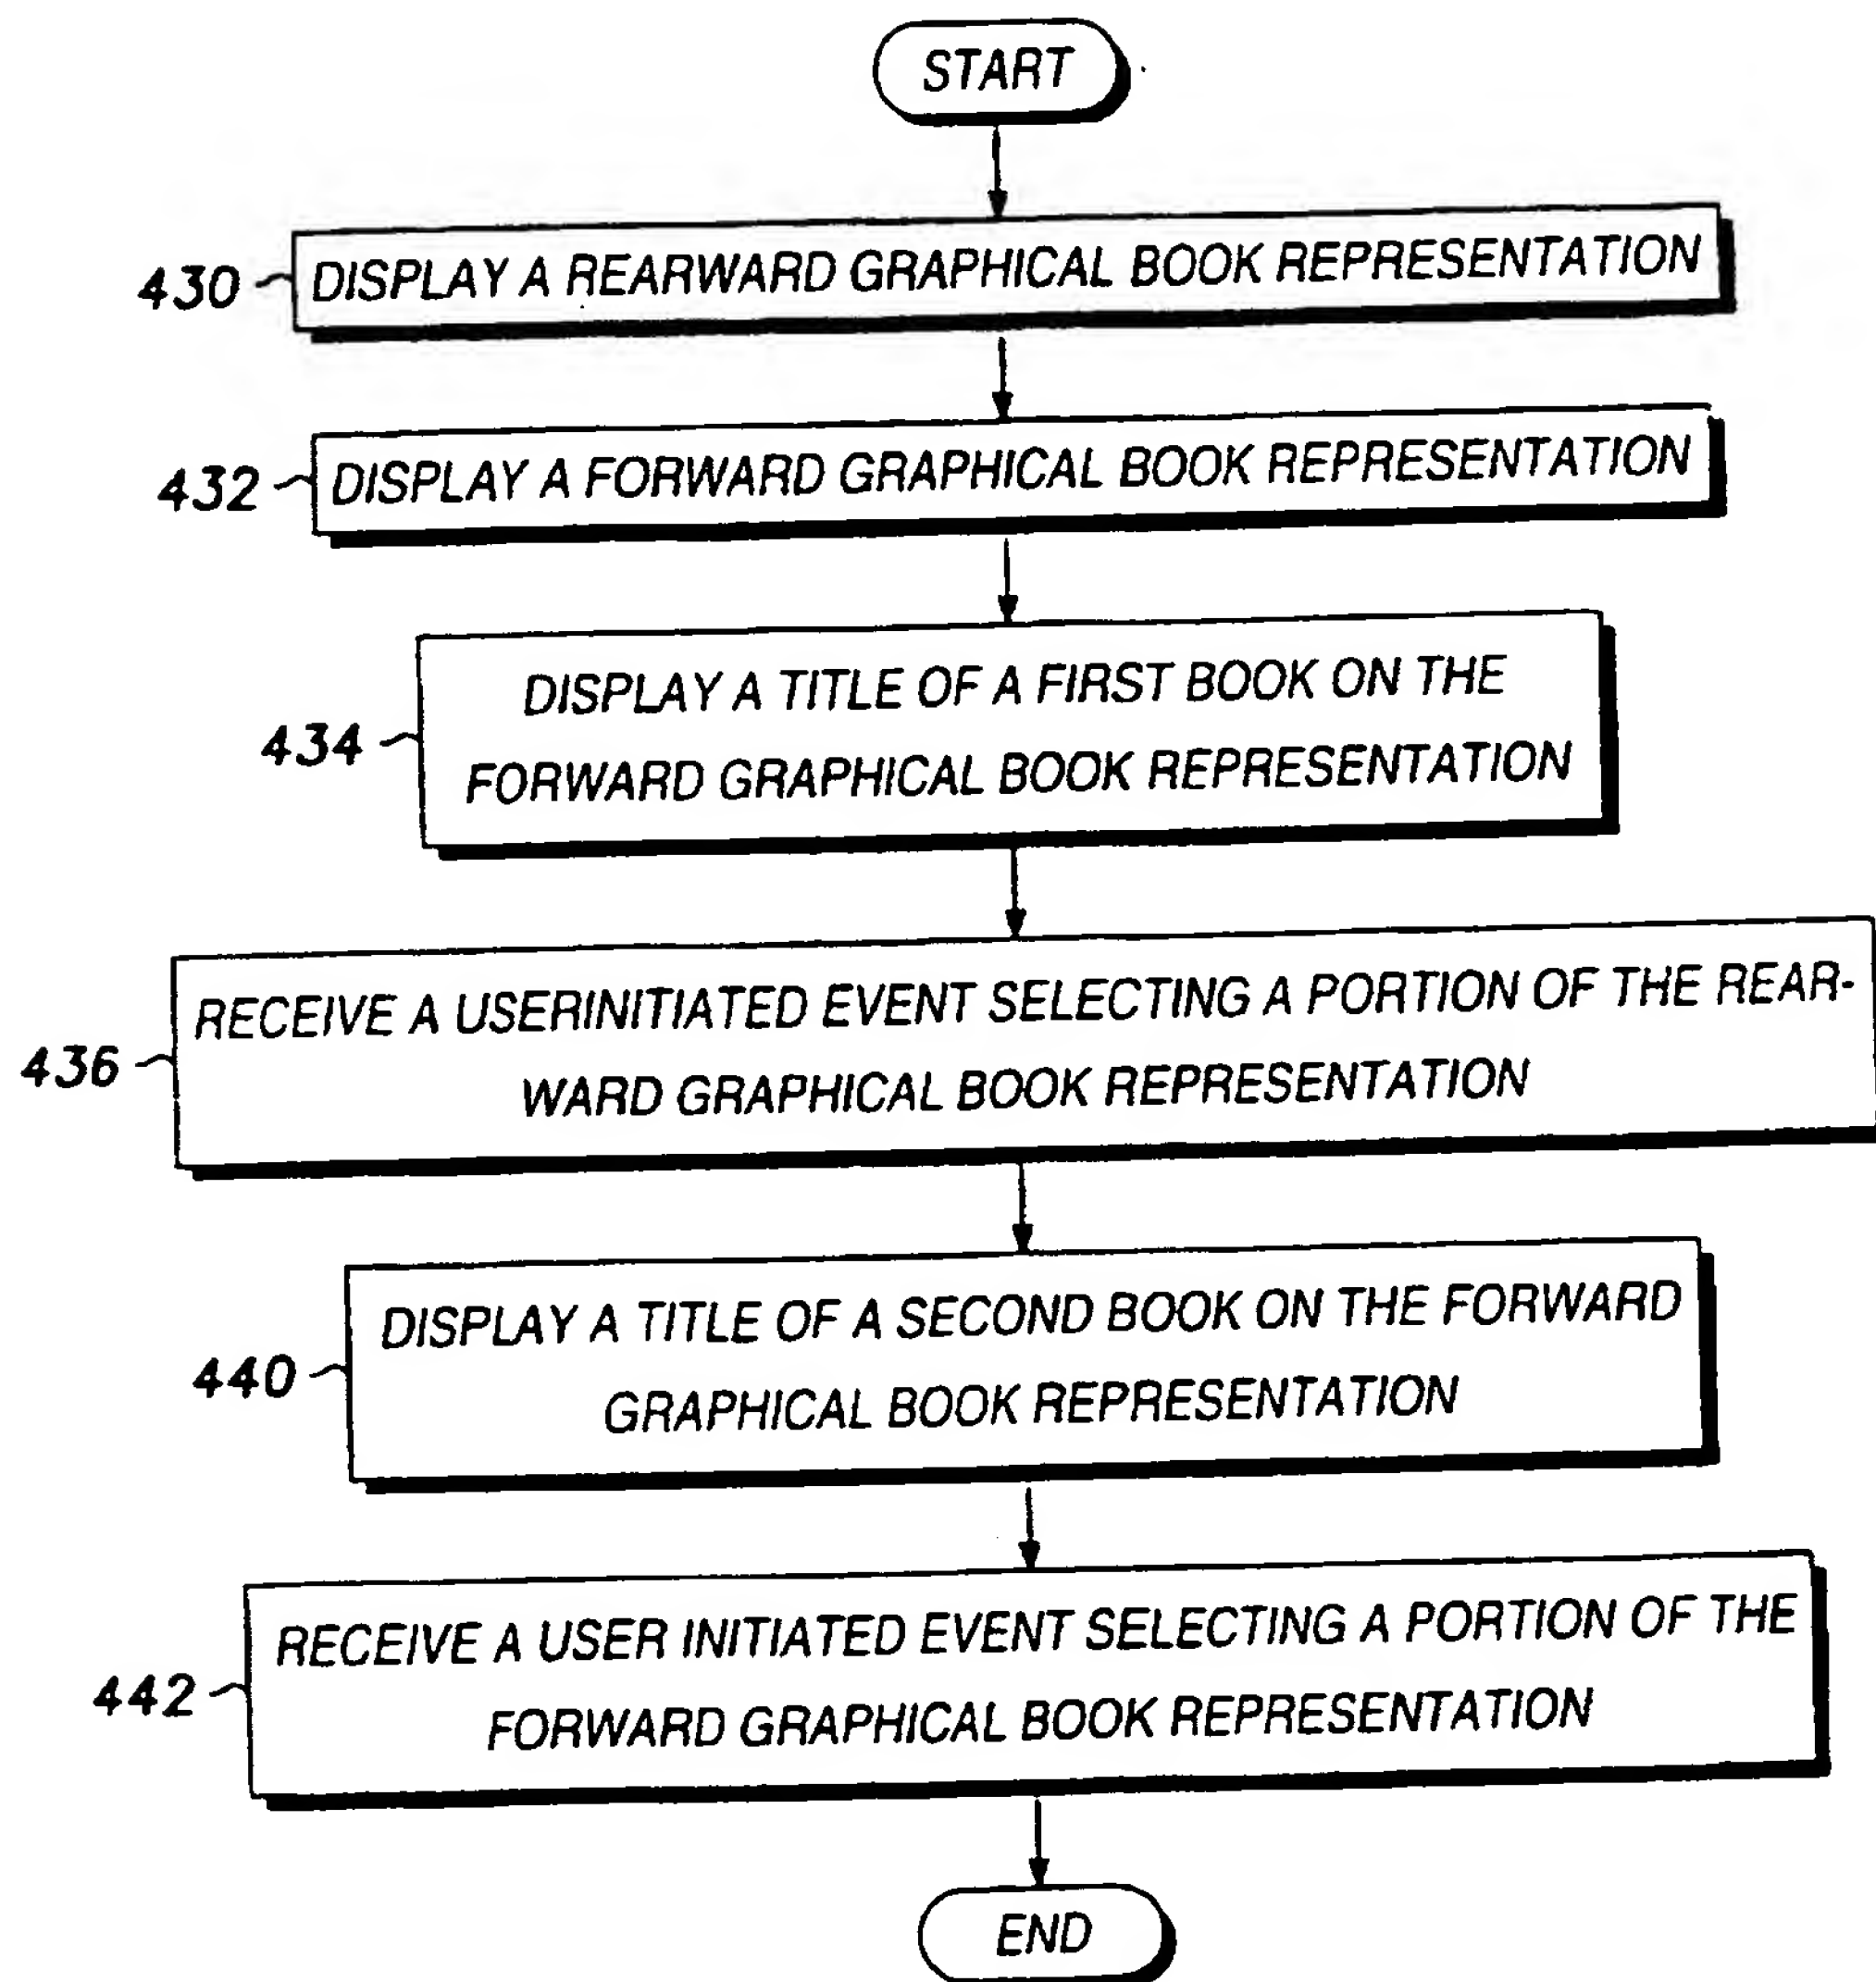 START
430
DISPLAY A REARWARD GRAPHICAL BOOK REPRESENTATION
432
DISPLAY A FORWARD GRAPHICAL BOOK REPRESENTATION
434
DISPLAY A TITLE OF A FIRST BOOK ON THE
FORWARD GRAPHICAL BOOK REPRESENTATION
436
RECEIVE A USERINITIATED EVENT SELECTING A PORTION OF THE REAR-
WARD GRAPHICAL BOOK REPRESENTATION
440
DISPLAY A TITLE OF A SECOND BOOK ON THE FORWARD
GRAPHICAL BOOK REPRESENTATION
442
RECEIVE A USER INITIATED EVENT SELECTING A PORTION OF THE
FORWARD GRAPHICAL BOOK REPRESENTATION
END